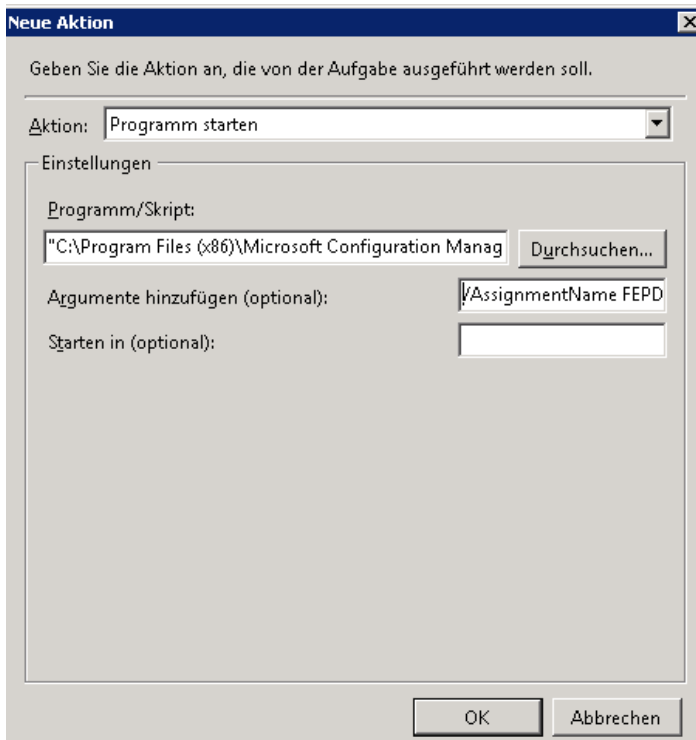 Neue Aktion
Geben Sie die Aktion an, die von der Aufgabe ausgeführt werden soll.
Aktion: Programm starten
Einstellungen
Programm/Skript:
"C:\Program Files (x86)\Microsoft Configuration Manag Durchsuchen...
Argumente hinzufügen (optional): /AssignmentName FEPD
Starten in (optional):
OK Abbrechen